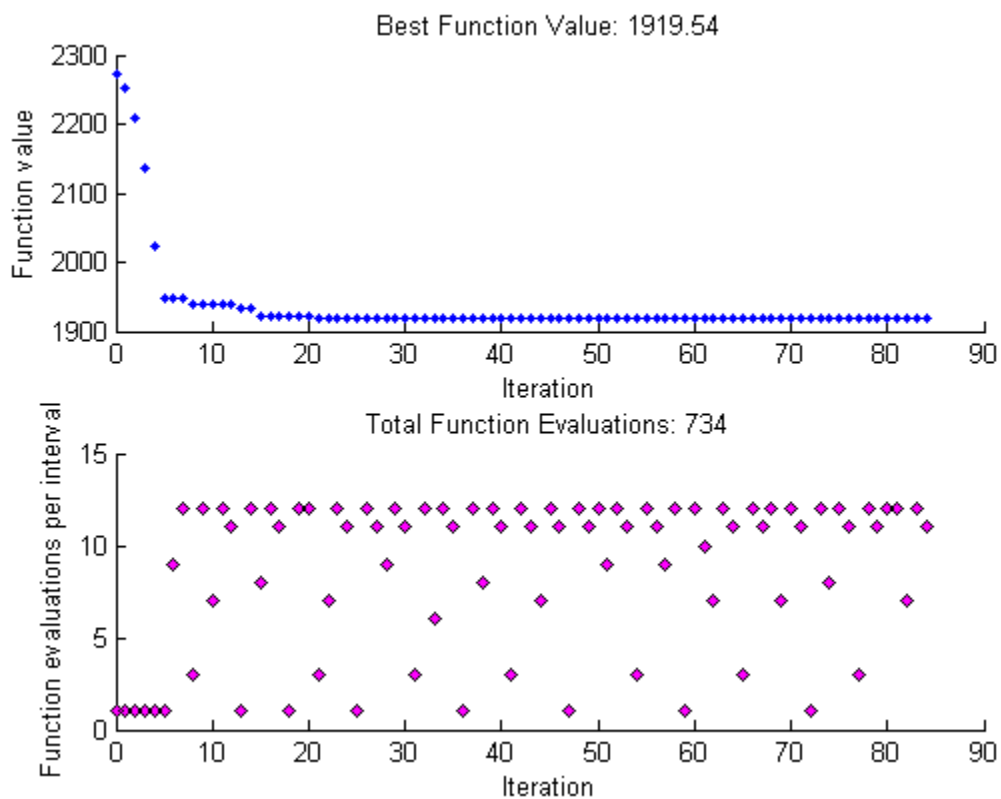 Best Function Value: 1919.54
2300
2200
2100
2000
1900
Function value
0 10 20 30 40 50 60 70 80 90
Iteration
Total Function Evaluations: 734
15
10
5
0
Function evaluations per interval
0 10 20 30 40 50 60 70 80 90
Iteration